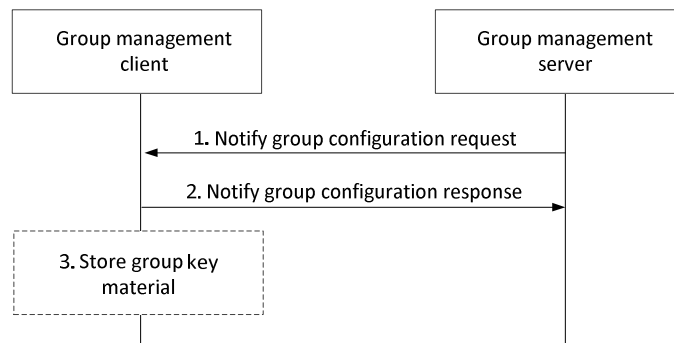 Group management
client
Group management
server
1. Notify group configuration request
2. Notify group configuration response
3. Store group key
material